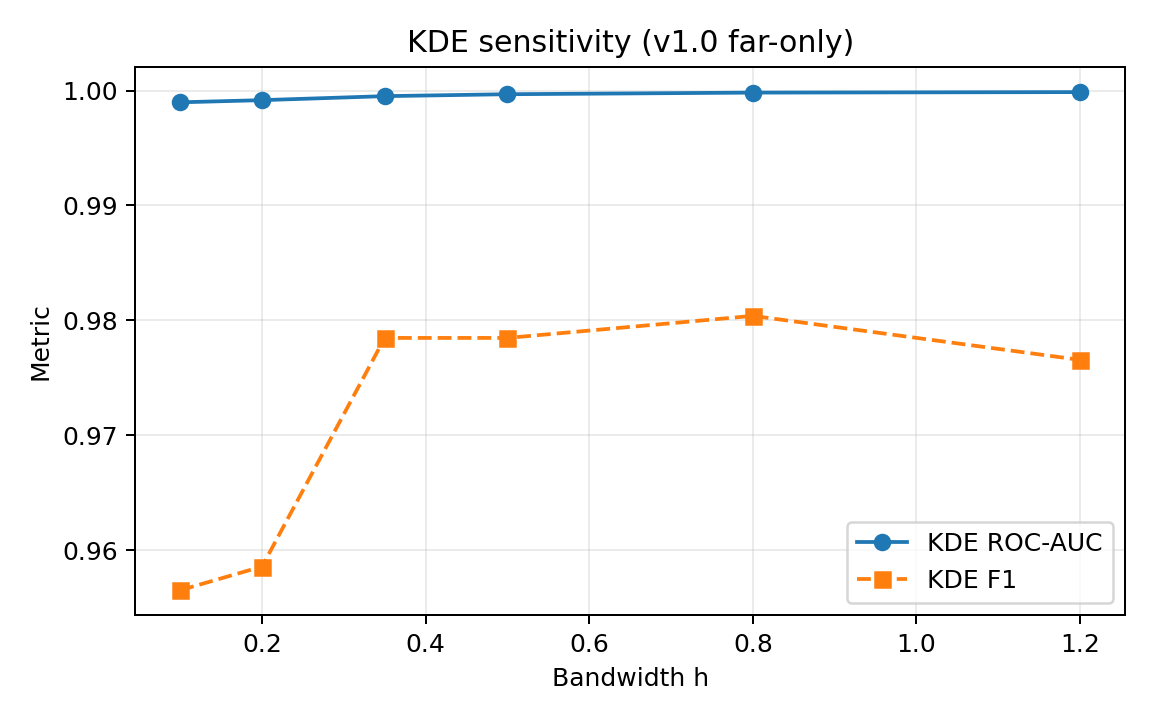 KDE sensitivity (v1.0 far-only)
Metric
1.00
0.99
0.98
0.97
0.96
0.2 0.4 0.6 0.8 1.0 1.2
Bandwidth h
KDE ROC-AUC
KDE F1